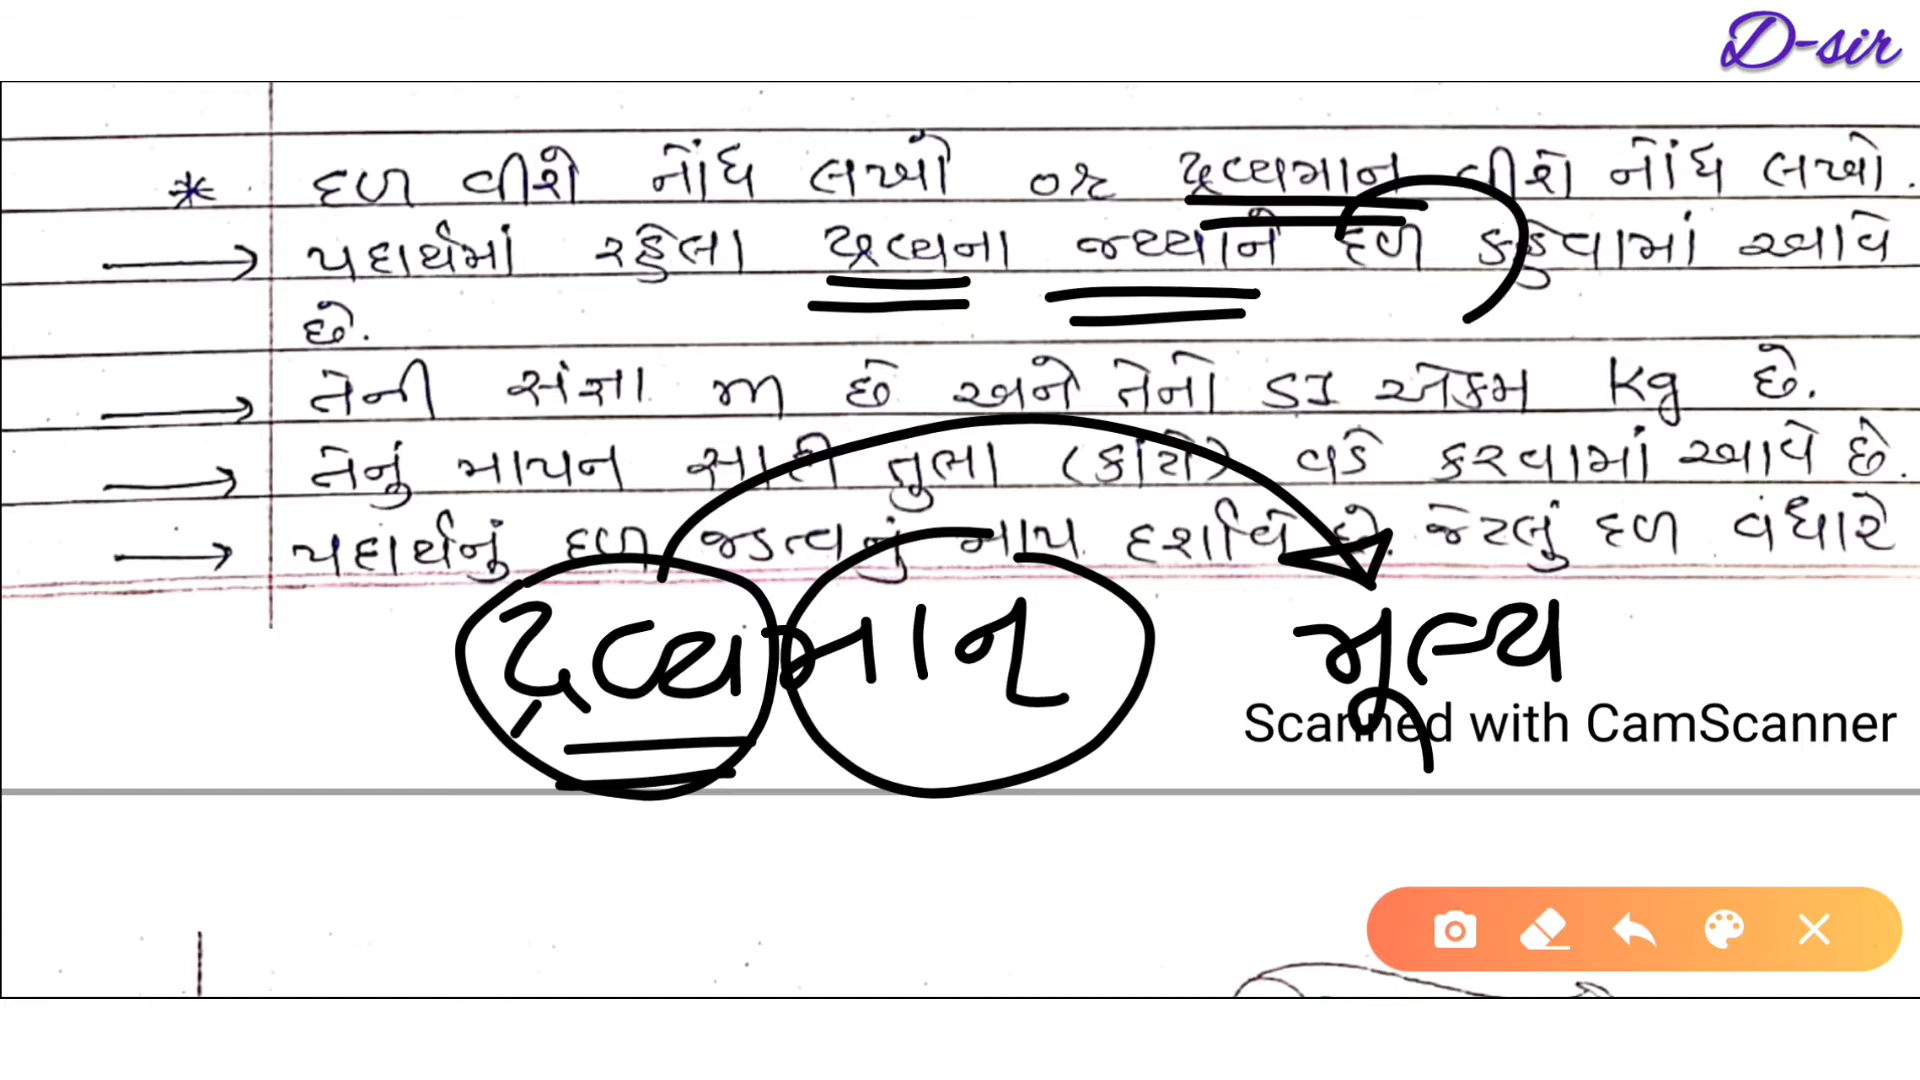 D-sir
* દળ વીશે નોંધ લખો ૦ર દ્રવ્યમાન વીશે નોંધ લખો.
→ પદાર્થમાં રહેલા દ્રવ્યના જથ્થાને દળ કહેવામાં આવે
છે.
→ તેની સંજ્ઞા m છે અને તેનો SI એકમ Kg છે.
→ તેનું માપન સાદી તુલા (કાંટો) વડે કરવામાં આવે છે.
→ પદાર્થનું દળ જડત્વનું માપ દર્શાવે છે. જેટલું દળ વધારે
દ્રવ્યમાન મૂલ્ય
Scanned with CamScanner